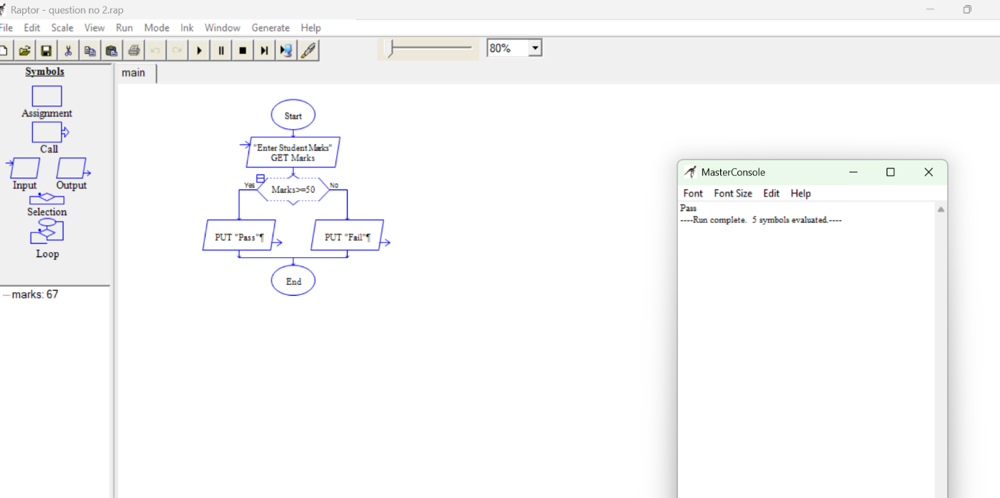 Raptor - question no 2.rap
File Edit Scale View Run Mode Ink Window Generate Help
80%
Symbols
Assignment
Call
Input Output
Selection
Loop
marks: 67
main
Start
"Enter Student Marks"
GET Marks
Yes Marks>=50 No
PUT "Pass"¶ PUT "Fail"¶
End
MasterConsole
Font Font Size Edit Help
Pass
----Run complete. 5 symbols evaluated.----